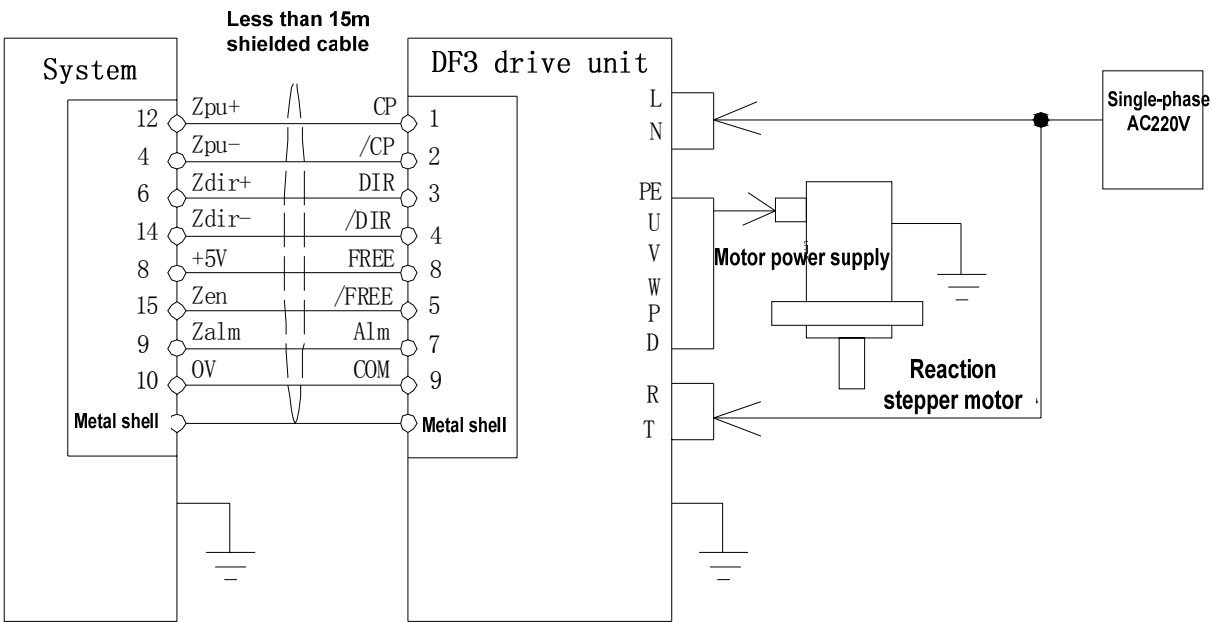 Less than 15m
shielded cable
System
DF3 drive unit
12 Zpu+ CP 1
4 Zpu- /CP 2
6 Zdir+ DIR 3
14 Zdir- /DIR 4
8 +5V FREE 8
15 Zen /FREE 5
9 Zalm Alm 7
10 0V COM 9
Metal shell
Metal shell
L
N
PE
U
V
W
P
D
R
T
Single-phase
AC220V
Motor power supply
Reaction
stepper motor